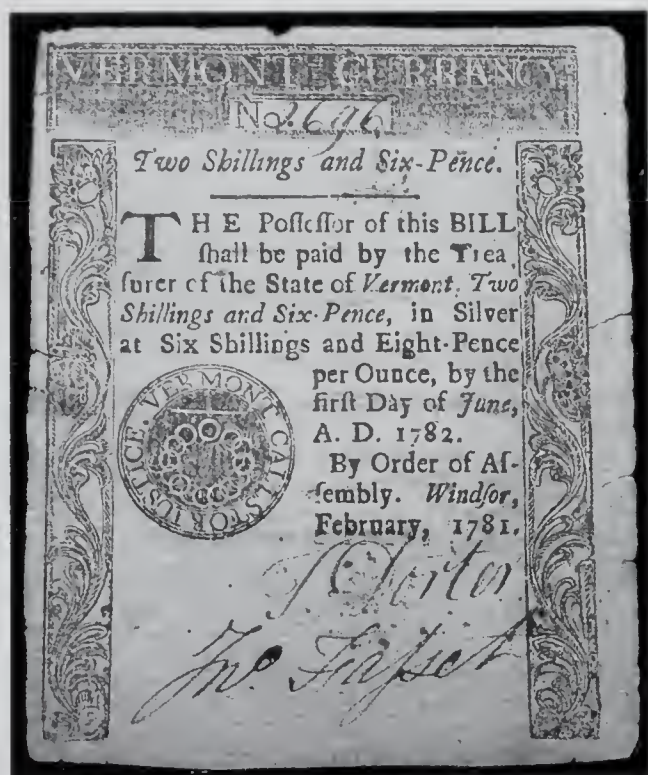 VERMONT CURRENCY
No. 2696
Two Shillings and Six-Pence.
THE Poſſeſſor of this BILL
ſhall be paid by the Trea
ſurer of the State of Vermont, Two
Shillings and Six-Pence, in Silver
at Six Shillings and Eight-Pence
per Ounce, by the
firſt Day of June,
A. D. 1782.
By Order of Aſ-
ſembly. Windſor,
February, 1781.
VERMONT CALLS FOR JUSTICE.
T Porter
Jnº Faſset